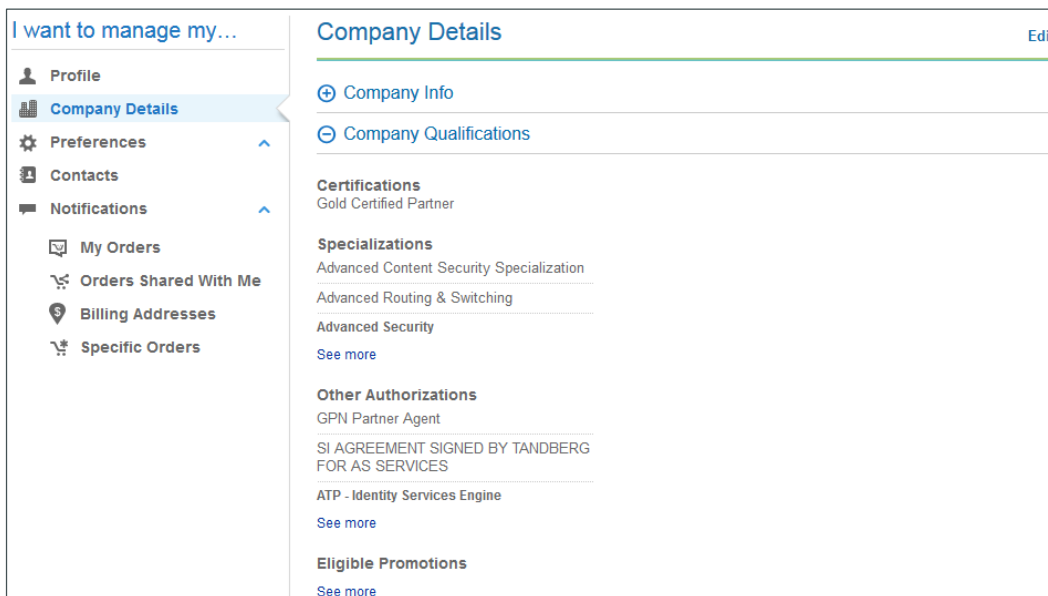 I want to manage my...
Profile
Company Details
Preferences
Contacts
Notifications
My Orders
Orders Shared With Me
Billing Addresses
Specific Orders
Company Details
Edi
Company Info
Company Qualifications
Certifications
Gold Certified Partner
Specializations
Advanced Content Security Specialization
Advanced Routing & Switching
Advanced Security
See more
Other Authorizations
GPN Partner Agent
SI AGREEMENT SIGNED BY TANDBERG
FOR AS SERVICES
ATP - Identity Services Engine
See more
Eligible Promotions
See more